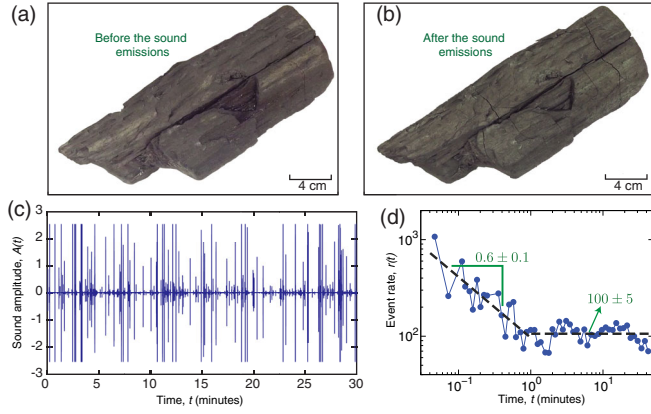 (a)
Before the sound
emissions
4 cm
(b)
After the sound
emissions
4 cm
(c)
Sound amplitude, A(t)
3
2
1
0
-1
-2
-3
0 5 10 15 20 25 30
Time, t (minutes)
(d)
Event rate, r(t)
10³
10²
0.6 ± 0.1
100 ± 5
10⁻¹ 10⁰ 10¹
Time, t (minutes)